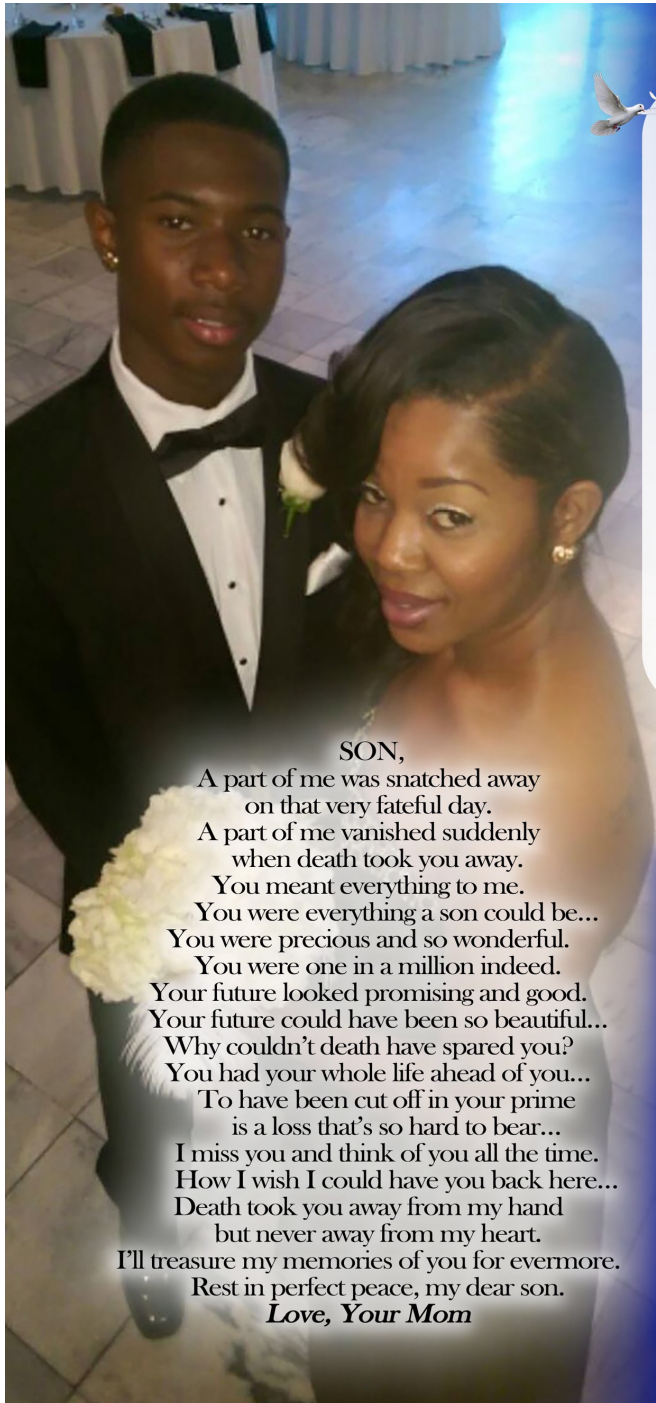 SON,
A part of me was snatched away
on that very fateful day.
A part of me vanished suddenly
when death took you away.
You meant everything to me.
You were everything a son could be...
You were precious and so wonderful.
You were one in a million indeed.
Your future looked promising and good.
Your future could have been so beautiful...
Why couldn't death have spared you?
You had your whole life ahead of you...
To have been cut off in your prime
is a loss that's so hard to bear...
I miss you and think of you all the time.
How I wish I could have you back here...
Death took you away from my hand
but never away from my heart.
I'll treasure my memories of you for evermore.
Rest in perfect peace, my dear son.
Love, Your Mom